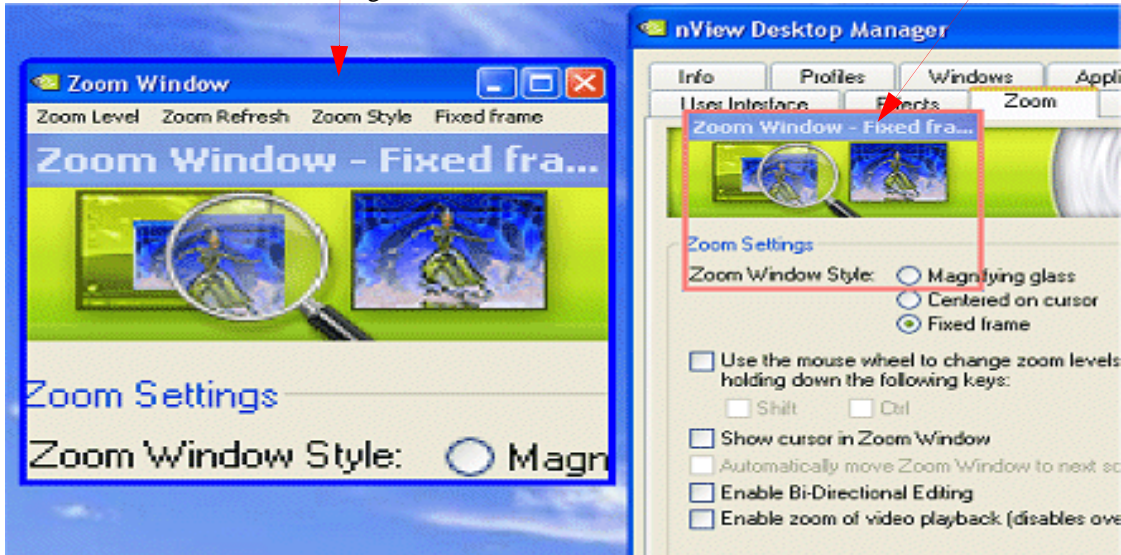 Zoom Window
Zoom Level Zoom Refresh Zoom Style Fixed frame
Zoom Window - Fixed fra...
Zoom Settings
Zoom Window Style: Magn
nView Desktop Manager
Info Profiles Windows Appli
User Interface Effects Zoom
Zoom Window - Fixed fra...
Zoom Settings
Zoom Window Style: Magnifying glass
Centered on cursor
Fixed frame
Use the mouse wheel to change zoom levels
holding down the following keys:
Shift Ctrl
Show cursor in Zoom Window
Automatically move Zoom Window to next sc
Enable Bi-Directional Editing
Enable zoom of video playback (disables ove